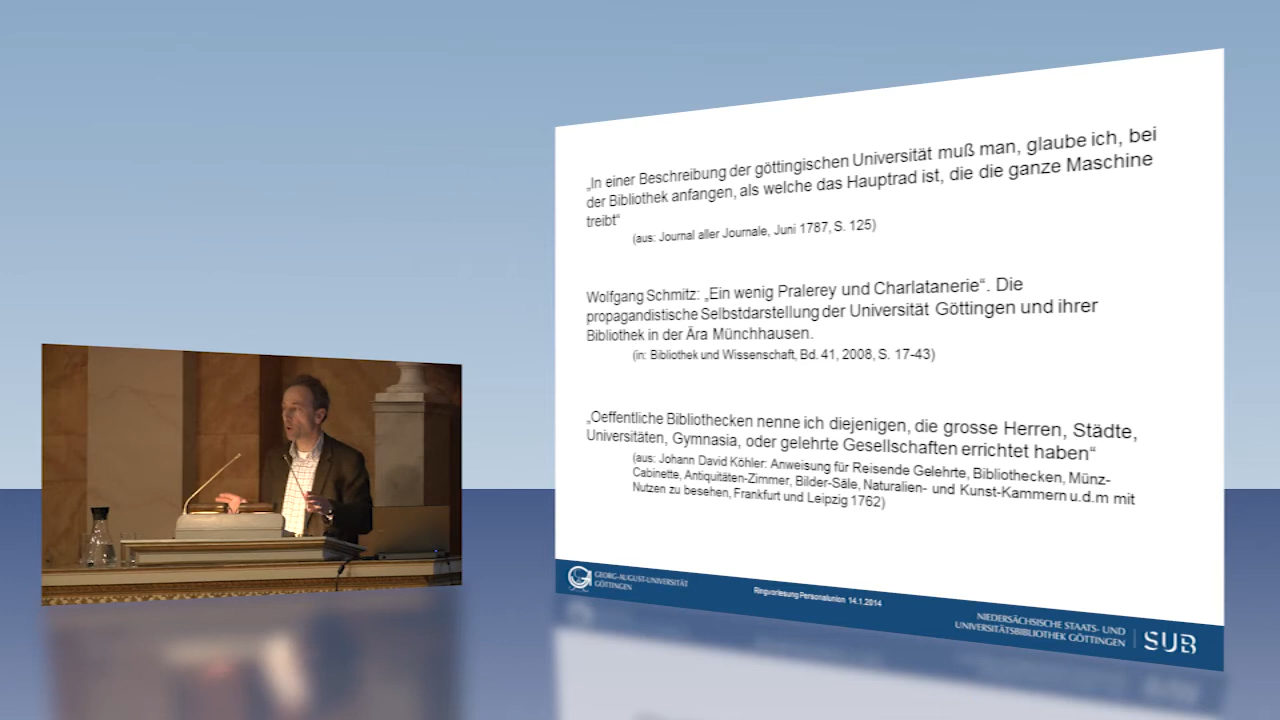 „In einer Beschreibung der göttingischen Universität muß man, glaube ich, bei
der Bibliothek anfangen, als welche das Hauptrad ist, die die ganze Maschine
treibt“
(aus: Journal aller Journale, Juni 1787, S. 125)
Wolfgang Schmitz: „Ein wenig Pralerey und Charlatanerie“. Die
propagandistische Selbstdarstellung der Universität Göttingen und ihrer
Bibliothek in der Ära Münchhausen.
(in: Bibliothek und Wissenschaft, Bd. 41, 2008, S. 17-43)
„Oeffentliche Bibliothecken nenne ich diejenigen, die grosse Herren, Städte,
Universitäten, Gymnasia, oder gelehrte Gesellschaften errichtet haben“
(aus: Johann David Köhler: Anweisung für Reisende Gelehrte, Bibliothecken, Münz-
Cabinette, Antiquitäten-Zimmer, Bilder-Säle, Naturalien- und Kunst-Kammern u.d.m mit
Nutzen zu besehen, Frankfurt und Leipzig 1762)
GEORG-AUGUST-UNIVERSITÄT
GÖTTINGEN
Ringvorlesung Personalunion 14.1.2014
NIEDERSÄCHSISCHE STAATS- UND
UNIVERSITÄTSBIBLIOTHEK GÖTTINGEN
SUB